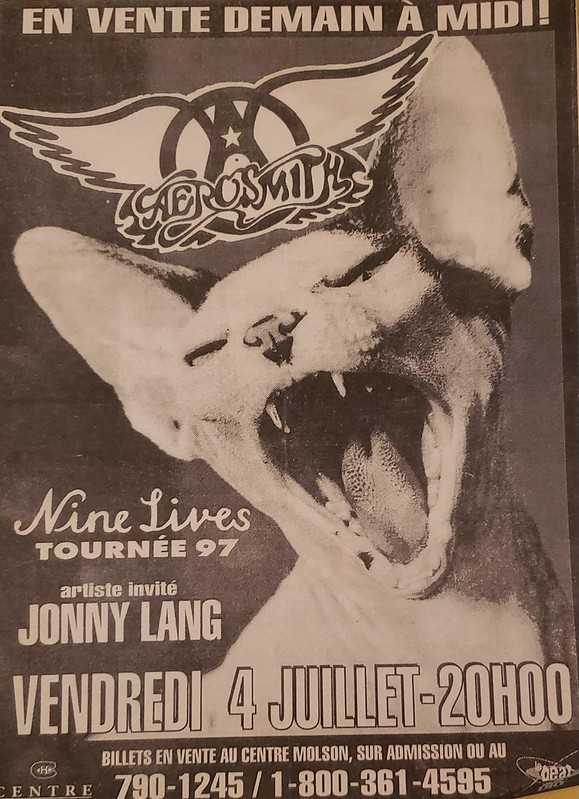 EN VENTE DEMAIN À MIDI!
AEROSMITH
Nine Lives
TOURNÉE 97
artiste invité
JONNY LANG
VENDREDI 4 JUILLET-20H00
BILLETS EN VENTE AU CENTRE MOLSON, SUR ADMISSION OU AU
790-1245 / 1-800-361-4595
CENTRE